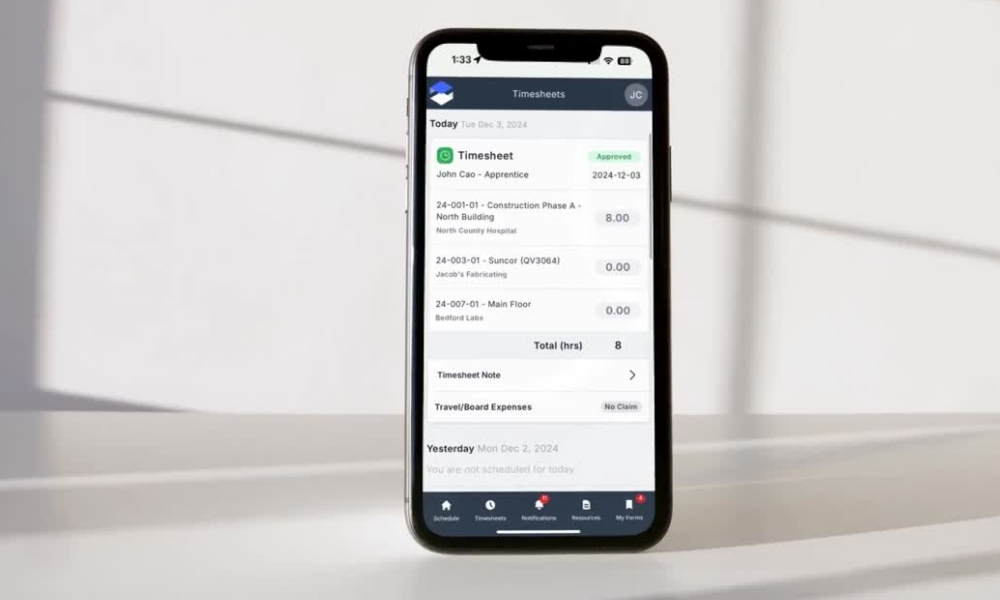 1:33
88
Timesheets
JC
Today Tue Dec 3, 2024
Timesheet
Approved
John Cao - Apprentice
2024-12-03
24-001-01 - Construction Phase A -
North Building
8.00
North County Hospital
24-003-01 - Suncor (QV3064)
0.00
Jacob's Fabricating
24-007-01 - Main Floor
0.00
Bedford Labs
Total (hrs) 8
Timesheet Note
Travel/Board Expenses
No Claim
Yesterday Mon Dec 2, 2024
You are not scheduled for today
11
4
Schedule Timesheets Notifications Resources My Forms